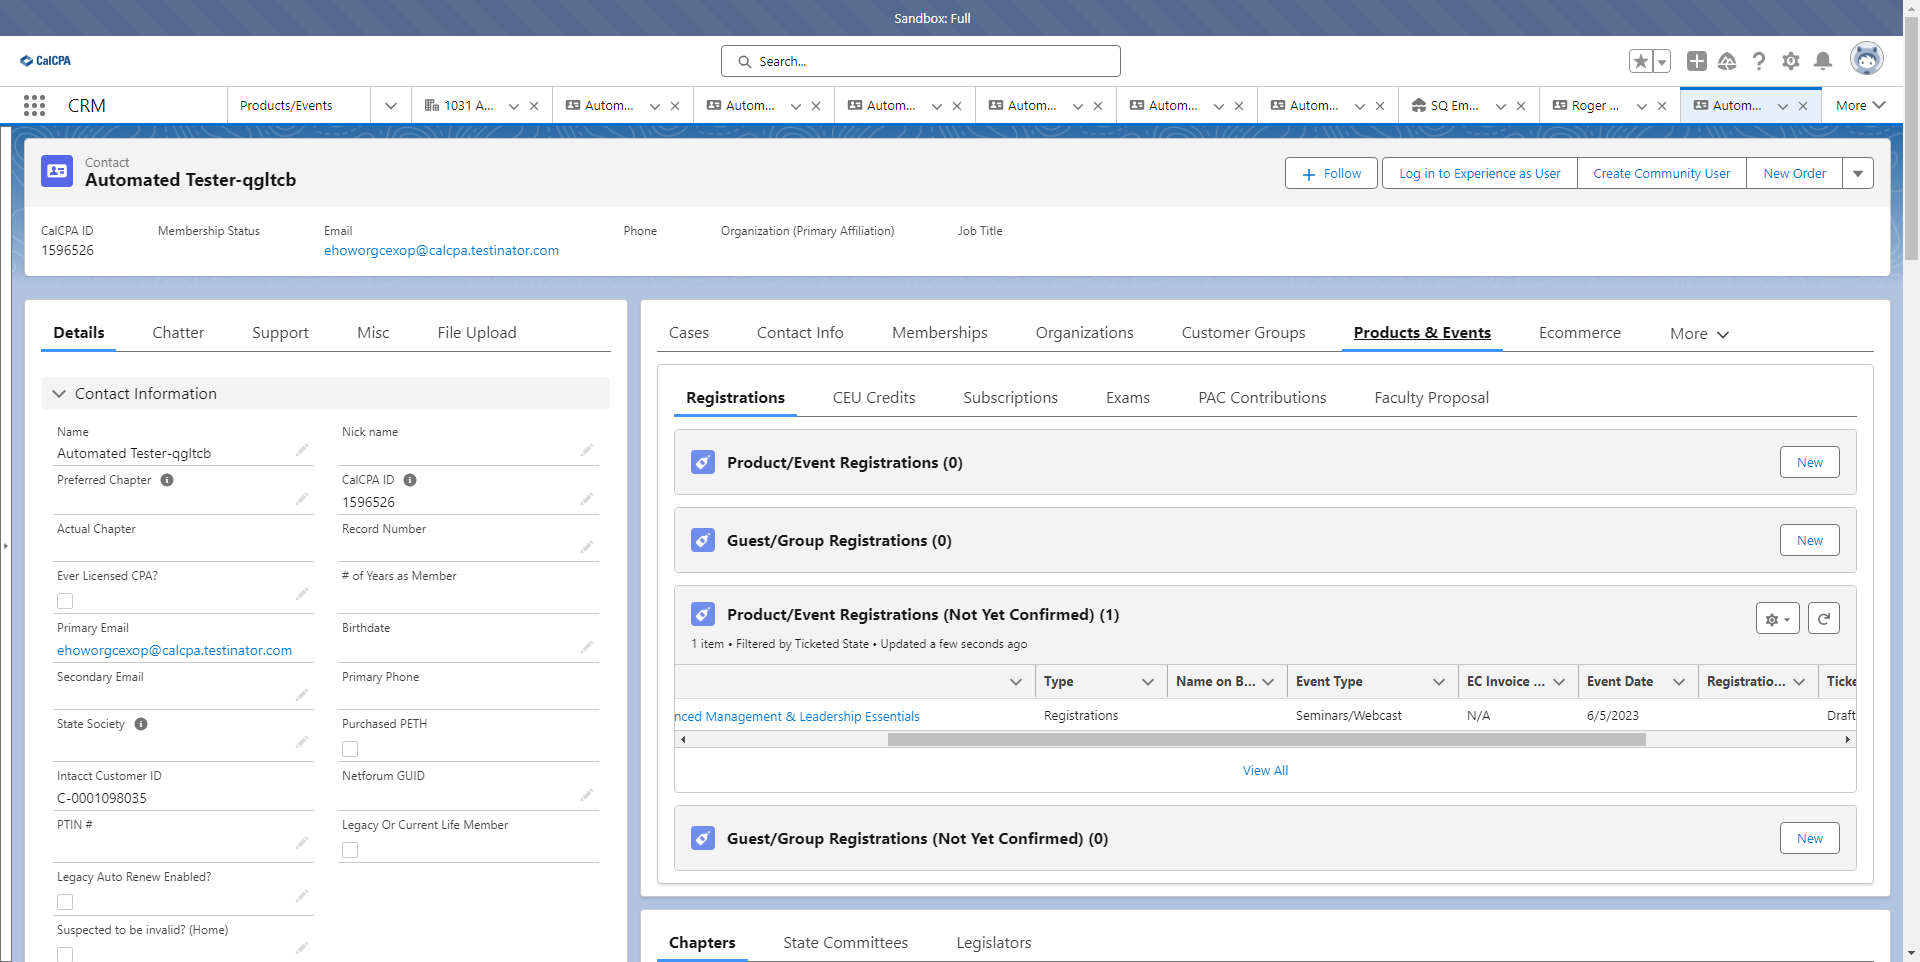 Sandbox: Full
CalCPA
Search...
CRM
Products/Events
1031 A...
Autom...
Autom...
Autom...
Autom...
Autom...
Autom...
SQ Em...
Roger ...
Autom...
More
Contact
Automated Tester-qgltcb
Follow
Log in to Experience as User
Create Community User
New Order
CalCPA ID
Membership Status
Email
Phone
Organization (Primary Affiliation)
Job Title
1596526
ehoworgcexop@calcpa.testinator.com
Details
Chatter
Support
Misc
File Upload
Contact Information
Name
Automated Tester-qgltcb
Nick name
Preferred Chapter
CalCPA ID
1596526
Actual Chapter
Record Number
Ever Licensed CPA?
# of Years as Member
Primary Email
ehoworgcexop@calcpa.testinator.com
Birthdate
Secondary Email
Primary Phone
State Society
Purchased PETH
Intacct Customer ID
C-0001098035
Netforum GUID
PTIN #
Legacy Or Current Life Member
Legacy Auto Renew Enabled?
Suspected to be invalid? (Home)
Cases
Contact Info
Memberships
Organizations
Customer Groups
Products & Events
Ecommerce
More
Registrations
CEU Credits
Subscriptions
Exams
PAC Contributions
Faculty Proposal
Product/Event Registrations (0)
New
Guest/Group Registrations (0)
New
Product/Event Registrations (Not Yet Confirmed) (1)
1 item • Filtered by Ticketed State • Updated a few seconds ago
Type
Name on B...
Event Type
EC Invoice ...
Event Date
Registratio...
Ticke
nced Management & Leadership Essentials
Registrations
Seminars/Webcast
N/A
6/5/2023
Draft
View All
Guest/Group Registrations (Not Yet Confirmed) (0)
New
Chapters
State Committees
Legislators